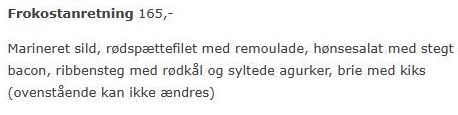 Frokostanretning 165,-
Marineret sild, rødspættefilet med remoulade, hønsesalat med stegt
bacon, ribbensteg med rødkål og syltede agurker, brie med kiks
(ovenstående kan ikke ændres)